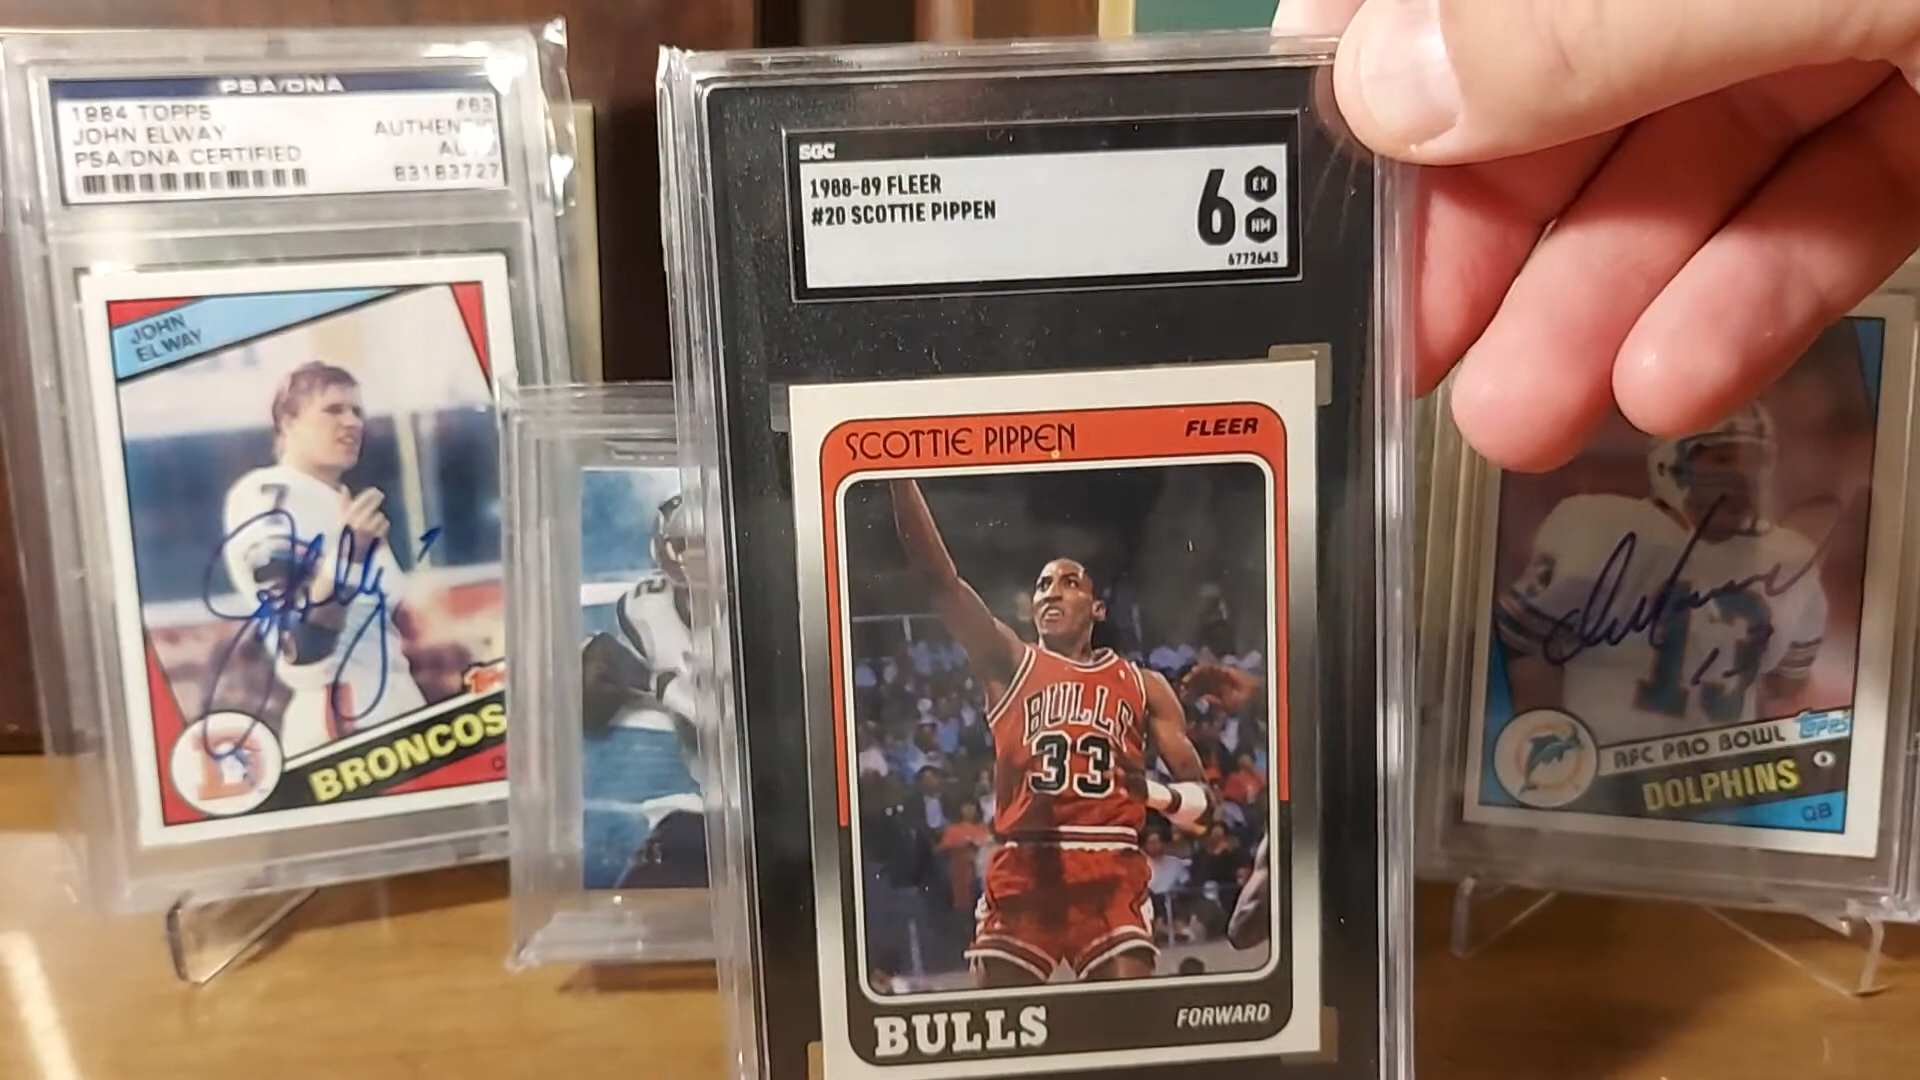 PSA/DNA
1984 TOPPS #63
JOHN ELWAY AUTHENTIC
PSA/DNA CERTIFIED AUTO
83183727
JOHN
ELWAY
7
BRONCOS
SGC
1988-89 FLEER
#20 SCOTTIE PIPPEN
6 EX
NM
6772643
SCOTTIE PIPPEN FLEER
BULLS
33
BULLS FORWARD
13
TOPPS
AFC PRO BOWL
DOLPHINS
QB